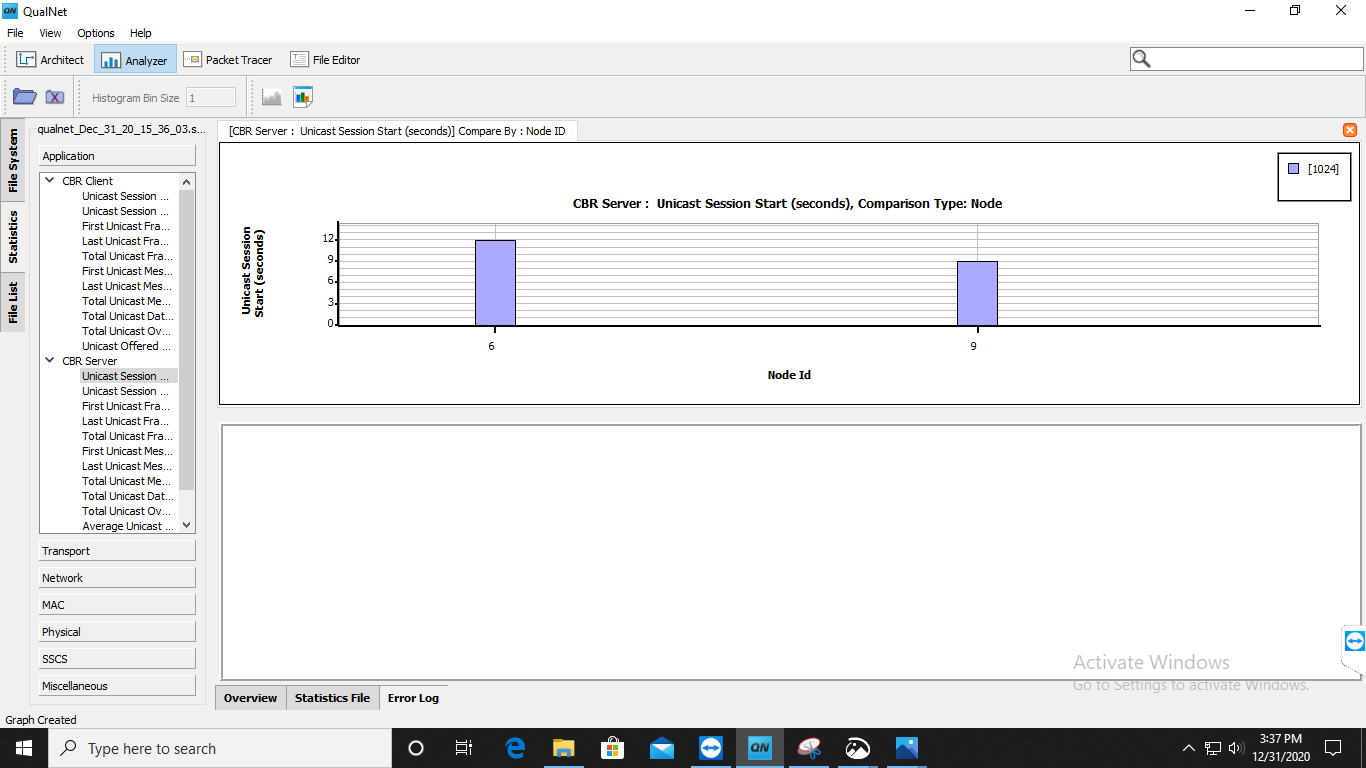 QN QualNet
File View Options Help
Architect Analyzer Packet Tracer File Editor
Histogram Bin Size 1
File System
Statistics
File List
qualnet_Dec_31_20_15_36_03.s...
Application
CBR Client
Unicast Session ...
Unicast Session ...
First Unicast Fra...
Last Unicast Fra...
Total Unicast Fra...
First Unicast Mes...
Last Unicast Mes...
Total Unicast Me...
Total Unicast Dat...
Total Unicast Ov...
Unicast Offered ...
CBR Server
Unicast Session ...
Unicast Session ...
First Unicast Fra...
Last Unicast Fra...
Total Unicast Fra...
First Unicast Mes...
Last Unicast Mes...
Total Unicast Me...
Total Unicast Dat...
Total Unicast Ov...
Average Unicast ...
Transport
Network
MAC
Physical
SSCS
Miscellaneous
[CBR Server : Unicast Session Start (seconds)] Compare By : Node ID
[1024]
CBR Server : Unicast Session Start (seconds), Comparison Type: Node
Unicast Session
Start (seconds)
12
9
6
3
0
6 9
Node Id
Activate Windows
Go to Settings to activate Windows.
Overview Statistics File Error Log
Graph Created
Type here to search
QN
3:37 PM
12/31/2020